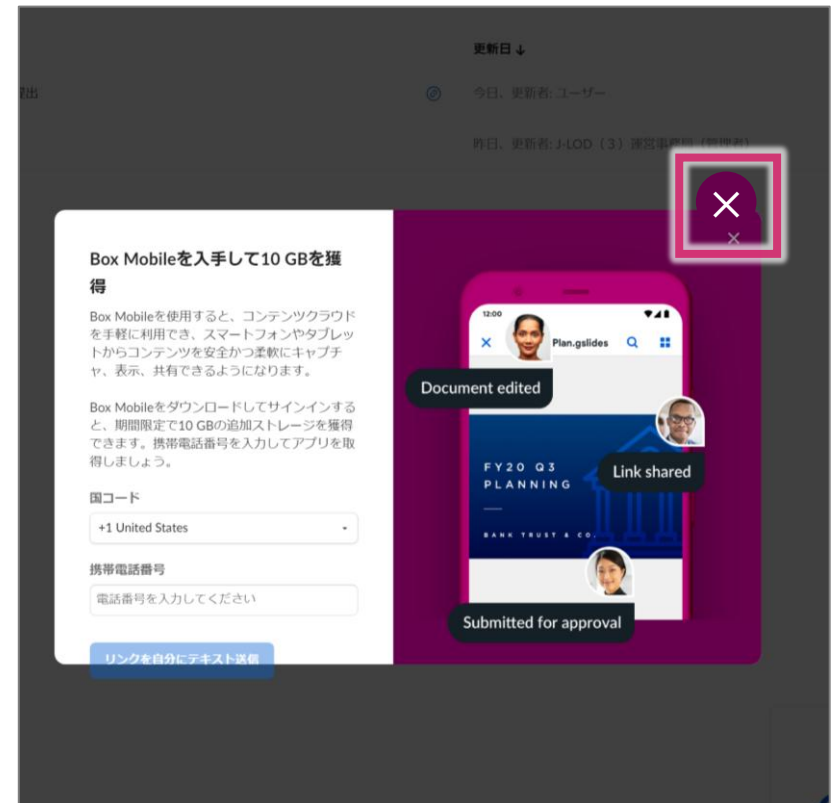 更新日↓
出
今日、更新者: ユーザー
昨日、更新者: J-LOD（3）運営事務局（管理者）
Box Mobileを入手して10 GBを獲
得
Box Mobileを使用すると、コンテンツクラウド
を手軽に利用でき、スマートフォンやタブレッ
トからコンテンツを安全かつ柔軟にキャプチ
ャ、表示、共有できるようになります。
Box Mobileをダウンロードしてサインインする
と、期間限定で10 GBの追加ストレージを獲得
できます。携帯電話番号を入力してアプリを取
得しましょう。
国コード
+1 United States
携帯電話番号
電話番号を入力してください
リンクを自分にテキスト送信
12:00
Plan.gslides
Document edited
Link shared
FY20 Q3
PLANNING
BANK TRUST & CO.
Submitted for approval